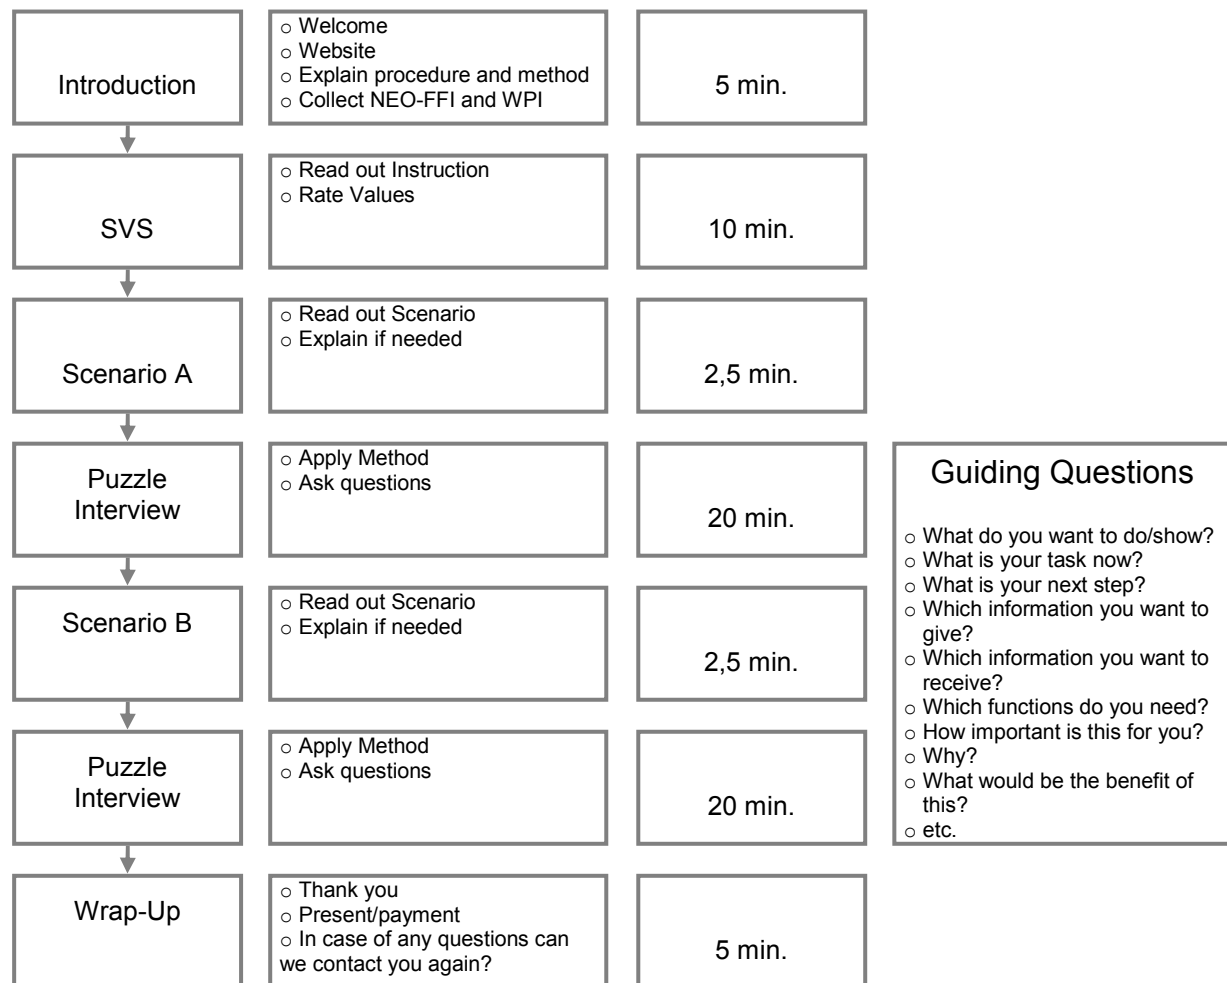 Introduction
○ Welcome
○ Website
○ Explain procedure and method
○ Collect NEO-FFI and WPI
5 min.
SVS
○ Read out Instruction
○ Rate Values
10 min.
Scenario A
○ Read out Scenario
○ Explain if needed
2,5 min.
Puzzle
Interview
○ Apply Method
○ Ask questions
20 min.
Guiding Questions
○ What do you want to do/show?
○ What is your task now?
○ What is your next step?
○ Which information you want to
give?
○ Which information you want to
receive?
○ Which functions do you need?
○ How important is this for you?
○ Why?
○ What would be the benefit of
this?
○ etc.
Scenario B
○ Read out Scenario
○ Explain if needed
2,5 min.
Puzzle
Interview
○ Apply Method
○ Ask questions
20 min.
Wrap-Up
○ Thank you
○ Present/payment
○ In case of any questions can
we contact you again?
5 min.